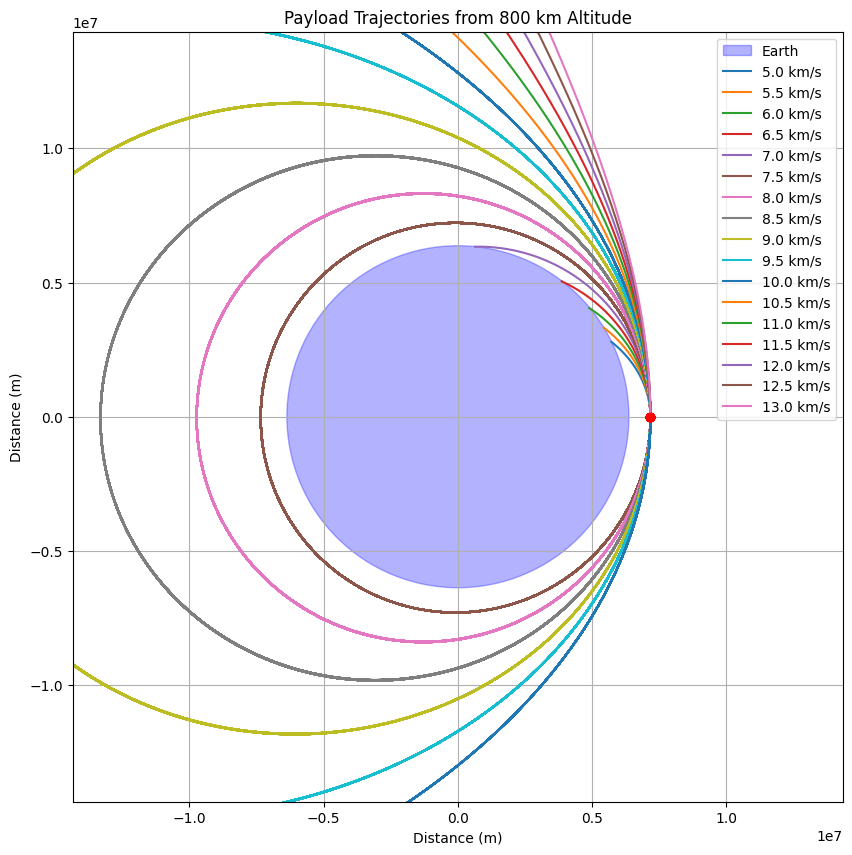 Payload Trajectories from 800 km Altitude
1e7
1.0
0.5
0.0
−0.5
−1.0
Distance (m)
−1.0
−0.5
0.0
0.5
1.0
1e7
Distance (m)
Earth
5.0 km/s
5.5 km/s
6.0 km/s
6.5 km/s
7.0 km/s
7.5 km/s
8.0 km/s
8.5 km/s
9.0 km/s
9.5 km/s
10.0 km/s
10.5 km/s
11.0 km/s
11.5 km/s
12.0 km/s
12.5 km/s
13.0 km/s